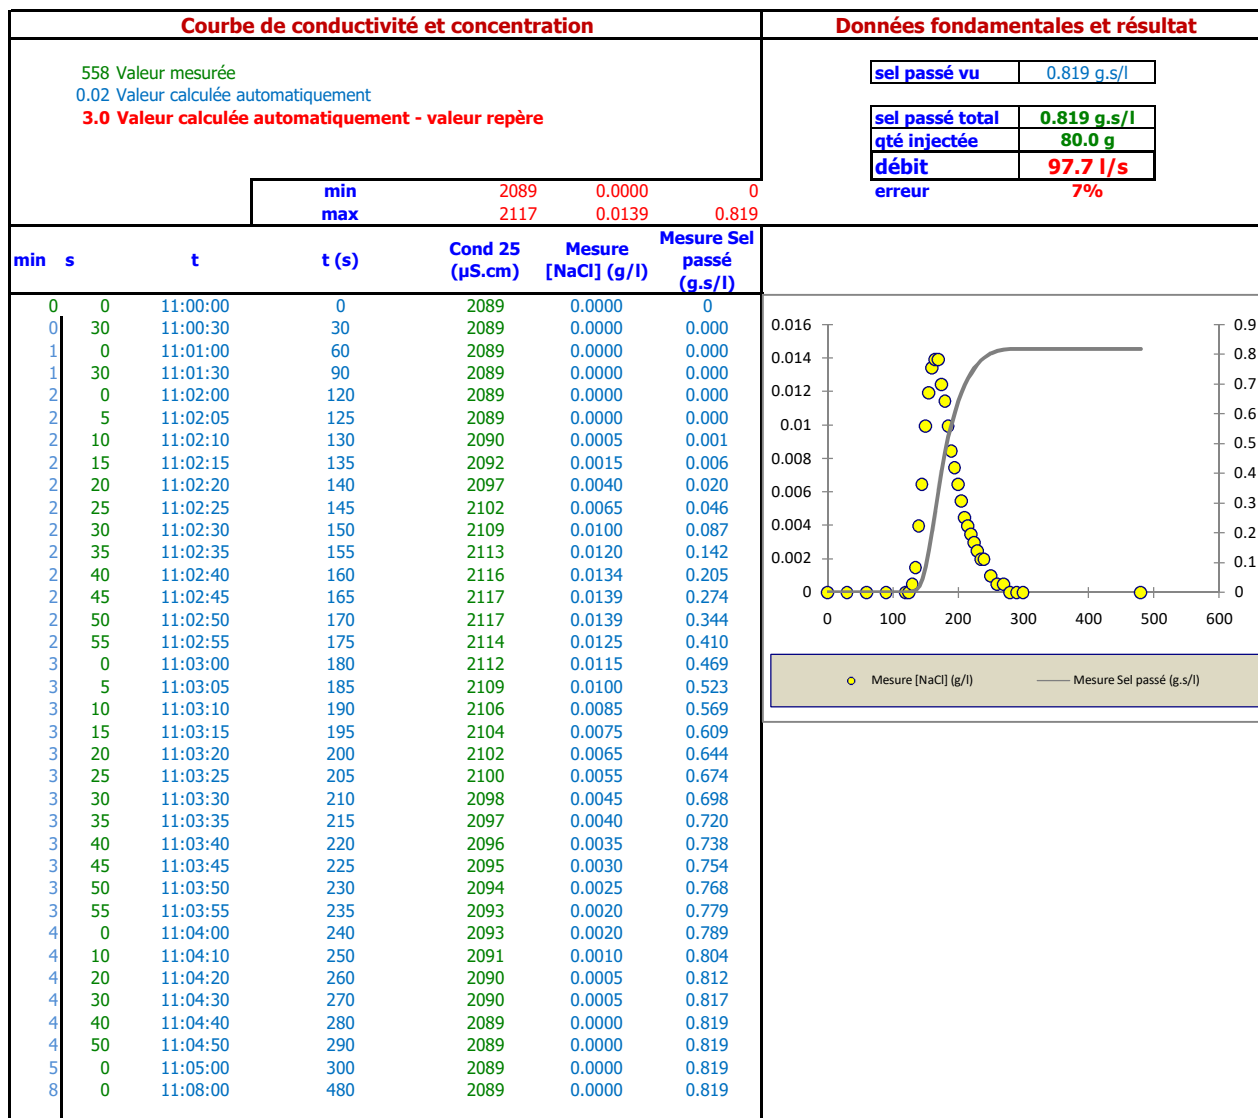 Courbe de conductivité et concentration
Données fondamentales et résultat
558 Valeur mesurée
0.02 Valeur calculée automatiquement
3.0 Valeur calculée automatiquement - valeur repère
sel passé vu 0.819 g.s/l
sel passé total 0.819 g.s/l
qté injectée 80.0 g
débit 97.7 l/s
erreur 7%
min 2089 0.0000 0
max 2117 0.0139 0.819
min s t t (s) Cond 25 (µS.cm) Mesure [NaCl] (g/l) Mesure Sel passé (g.s/l)
0 0 11:00:00 0 2089 0.0000 0
0 30 11:00:30 30 2089 0.0000 0.000
1 0 11:01:00 60 2089 0.0000 0.000
1 30 11:01:30 90 2089 0.0000 0.000
2 0 11:02:00 120 2089 0.0000 0.000
2 5 11:02:05 125 2089 0.0000 0.000
2 10 11:02:10 130 2090 0.0005 0.001
2 15 11:02:15 135 2092 0.0015 0.006
2 20 11:02:20 140 2097 0.0040 0.020
2 25 11:02:25 145 2102 0.0065 0.046
2 30 11:02:30 150 2109 0.0100 0.087
2 35 11:02:35 155 2113 0.0120 0.142
2 40 11:02:40 160 2116 0.0134 0.205
2 45 11:02:45 165 2117 0.0139 0.274
2 50 11:02:50 170 2117 0.0139 0.344
2 55 11:02:55 175 2114 0.0125 0.410
3 0 11:03:00 180 2112 0.0115 0.469
3 5 11:03:05 185 2109 0.0100 0.523
3 10 11:03:10 190 2106 0.0085 0.569
3 15 11:03:15 195 2104 0.0075 0.609
3 20 11:03:20 200 2102 0.0065 0.644
3 25 11:03:25 205 2100 0.0055 0.674
3 30 11:03:30 210 2098 0.0045 0.698
3 35 11:03:35 215 2097 0.0040 0.720
3 40 11:03:40 220 2096 0.0035 0.738
3 45 11:03:45 225 2095 0.0030 0.754
3 50 11:03:50 230 2094 0.0025 0.768
3 55 11:03:55 235 2093 0.0020 0.779
4 0 11:04:00 240 2093 0.0020 0.789
4 10 11:04:10 250 2091 0.0010 0.804
4 20 11:04:20 260 2090 0.0005 0.812
4 30 11:04:30 270 2090 0.0005 0.817
4 40 11:04:40 280 2089 0.0000 0.819
4 50 11:04:50 290 2089 0.0000 0.819
5 0 11:05:00 300 2089 0.0000 0.819
8 0 11:08:00 480 2089 0.0000 0.819
0.016 0.9
0.014 0.8
0.012 0.7
0.01 0.6
0.008 0.5
0.006 0.4
0.004 0.3
0.002 0.2
0 0.1
0
0 100 200 300 400 500 600
Mesure [NaCl] (g/l) Mesure Sel passé (g.s/l)